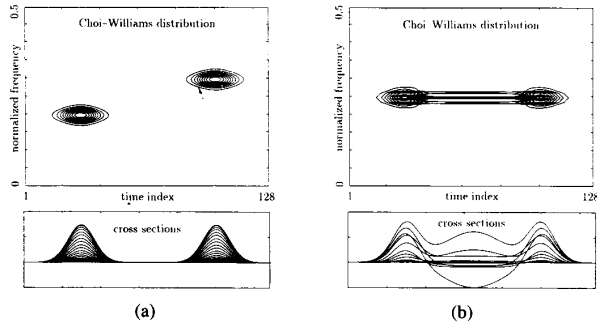 0.5
Choi-Williams distribution
normalized frequency
0
1
time index
128
cross sections
(a)
0.5
Choi Williams distribution
normalized frequency
0
1
time index
128
cross sections
(b)